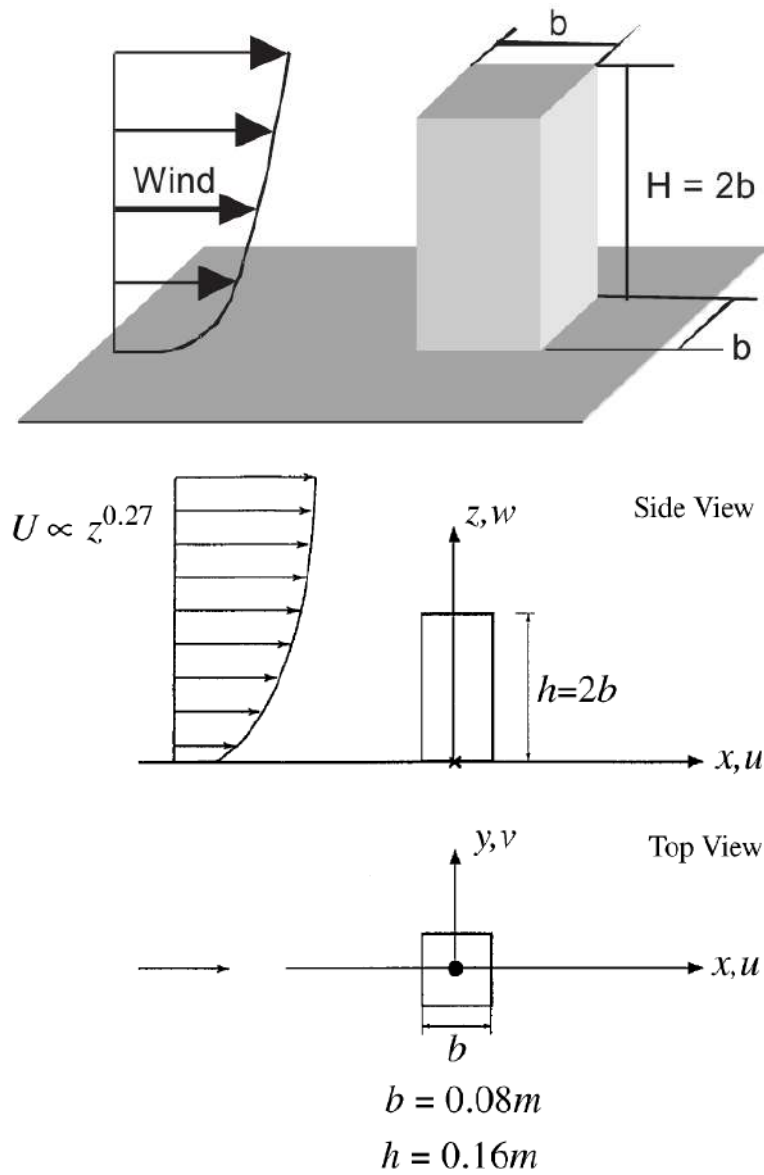 b
Wind
H = 2b
b
U ∝ z^0.27
z,w
Side View
h=2b
x,u
y,v
Top View
x,u
b
b = 0.08m
h = 0.16m